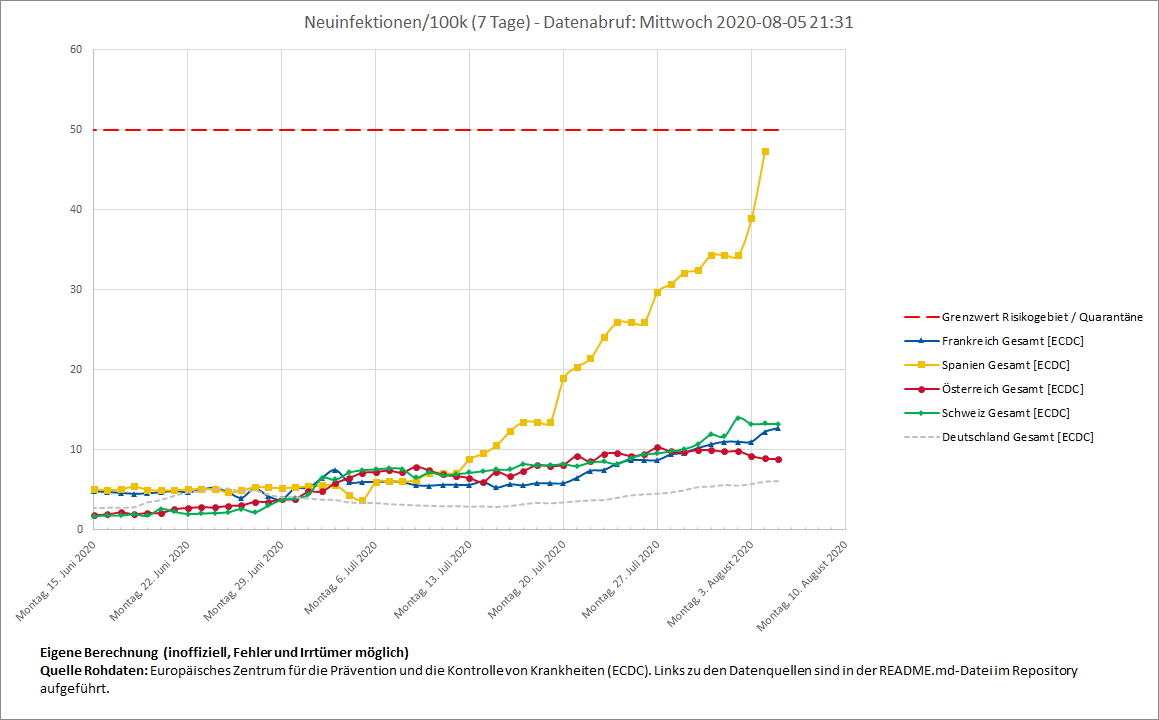 Neuinfektionen/100k (7 Tage) - Datenabruf: Mittwoch 2020-08-05 21:31
60
50
40
30
20
10
0
Montag, 15. Juni 2020
Montag, 22. Juni 2020
Montag, 29. Juni 2020
Montag, 6. Juli 2020
Montag, 13. Juli 2020
Montag, 20. Juli 2020
Montag, 27. Juli 2020
Montag, 3. August 2020
Montag, 10. August 2020
Grenzwert Risikogebiet / Quarantäne
Frankreich Gesamt [ECDC]
Spanien Gesamt [ECDC]
Österreich Gesamt [ECDC]
Schweiz Gesamt [ECDC]
Deutschland Gesamt [ECDC]
Eigene Berechnung (inoffiziell, Fehler und Irrtümer möglich)
Quelle Rohdaten: Europäisches Zentrum für die Prävention und die Kontrolle von Krankheiten (ECDC). Links zu den Datenquellen sind in der README.md-Datei im Repository
aufgeführt.